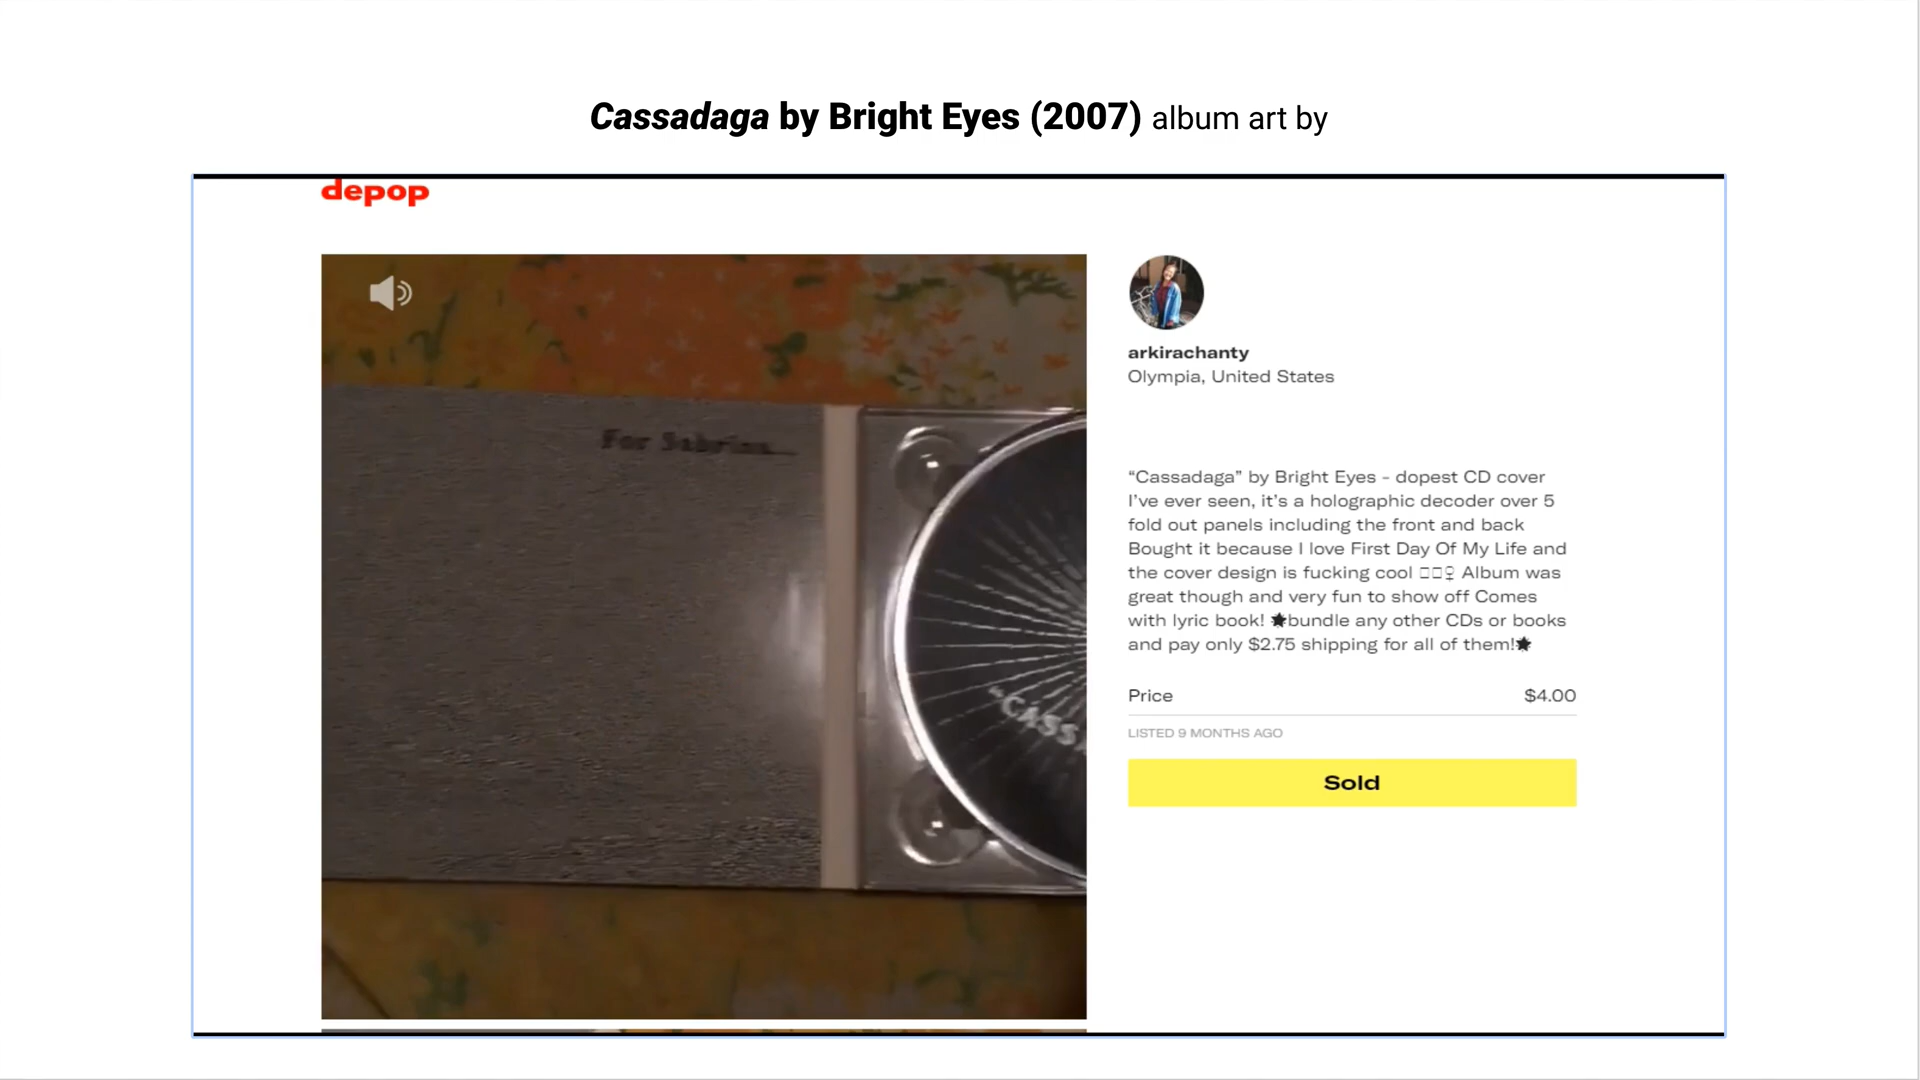 Cassadaga by Bright Eyes (2007) album art by
depop
For Sabrina
"CASSA
arkirachanty
Olympia, United States
“Cassadaga” by Bright Eyes - dopest CD cover
I’ve ever seen, it’s a holographic decoder over 5
fold out panels including the front and back
Bought it because I love First Day Of My Life and
the cover design is fucking cool □□♀ Album was
great though and very fun to show off Comes
with lyric book! ★bundle any other CDs or books
and pay only $2.75 shipping for all of them!★
Price $4.00
LISTED 9 MONTHS AGO
Sold